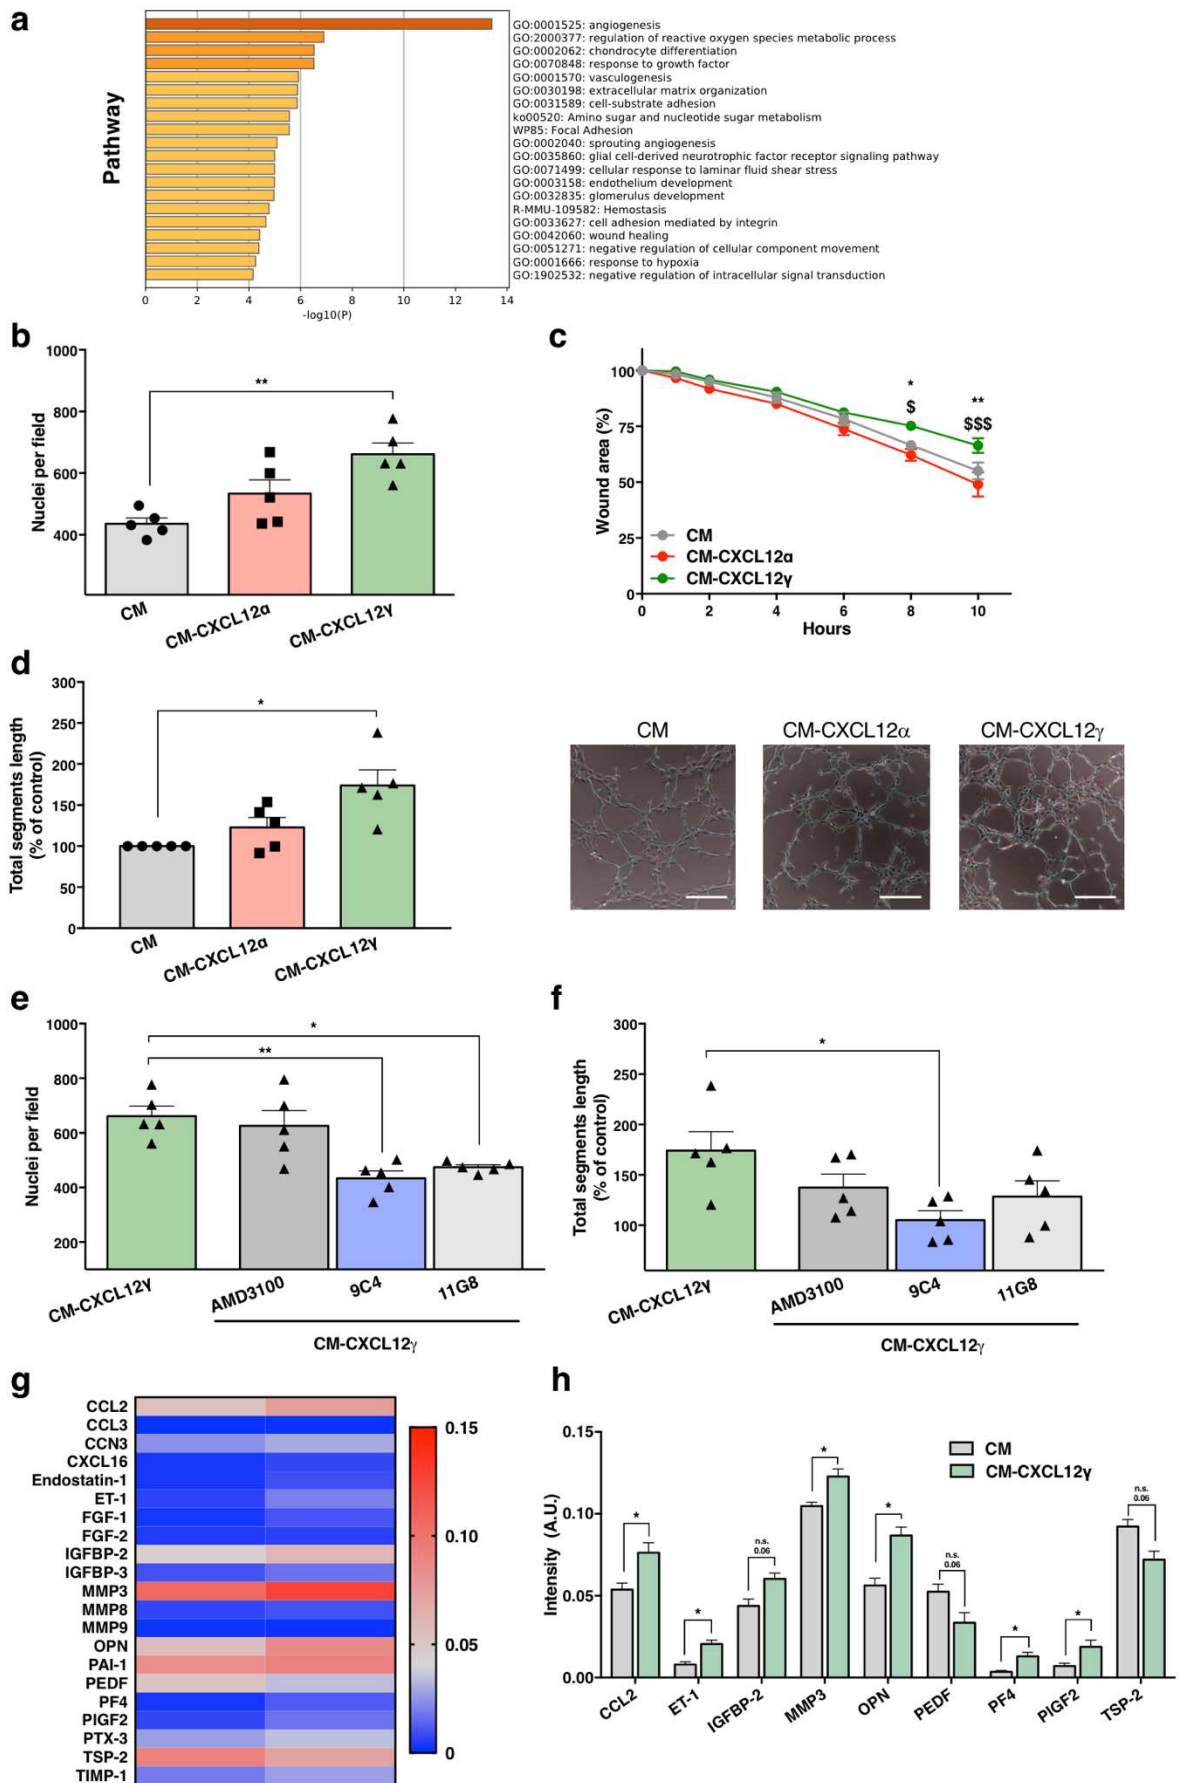 a
Pathway
GO:0001525: angiogenesis
GO:2000377: regulation of reactive oxygen species metabolic process
GO:0002062: chondrocyte differentiation
GO:0070848: response to growth factor
GO:0001570: vasculogenesis
GO:0030198: extracellular matrix organization
GO:0031589: cell-substrate adhesion
ko00520: Amino sugar and nucleotide sugar metabolism
WP85: Focal Adhesion
GO:0002040: sprouting angiogenesis
GO:0035860: glial cell-derived neurotrophic factor receptor signaling pathway
GO:0071499: cellular response to laminar fluid shear stress
GO:0003158: endothelium development
GO:0032835: glomerulus development
R-MMU-109582: Hemostasis
GO:0033627: cell adhesion mediated by integrin
GO:0042060: wound healing
GO:0051271: negative regulation of cellular component movement
GO:0001666: response to hypoxia
GO:1902532: negative regulation of intracellular signal transduction
0 2 4 6 8 10 12 14
-log10(P)
b
Nuclei per field
1000
800
600
400
**
CM
CM-CXCL12α
CM-CXCL12γ
c
Wound area (%)
100
75
50
25
0
*
$
**
$$$
CM
CM-CXCL12α
CM-CXCL12γ
0 2 4 6 8 10
Hours
d
Total segments length
(% of control)
300
250
200
150
100
50
0
*
CM
CM-CXCL12α
CM-CXCL12γ
CM
CM-CXCL12α
CM-CXCL12γ
e
Nuclei per field
1000
800
600
400
200
*
**
CM-CXCL12γ
AMD3100
9C4
11G8
CM-CXCL12γ
f
Total segments length
(% of control)
300
250
200
150
100
*
CM-CXCL12γ
AMD3100
9C4
11G8
CM-CXCL12γ
g
CCL2
CCL3
CCN3
CXCL16
Endostatin-1
ET-1
FGF-1
FGF-2
IGFBP-2
IGFBP-3
MMP3
MMP8
MMP9
OPN
PAI-1
PEDF
PF4
PIGF2
PTX-3
TSP-2
TIMP-1
0.15
0.10
0.05
0
h
Intensity (A.U.)
0.15
0.10
0.05
0.00
CM
CM-CXCL12γ
*
*
n.s.
0.06
*
*
n.s.
0.06
*
*
n.s.
0.06
CCL2
ET-1
IGFBP-2
MMP3
OPN
PEDF
PF4
PIGF2
TSP-2